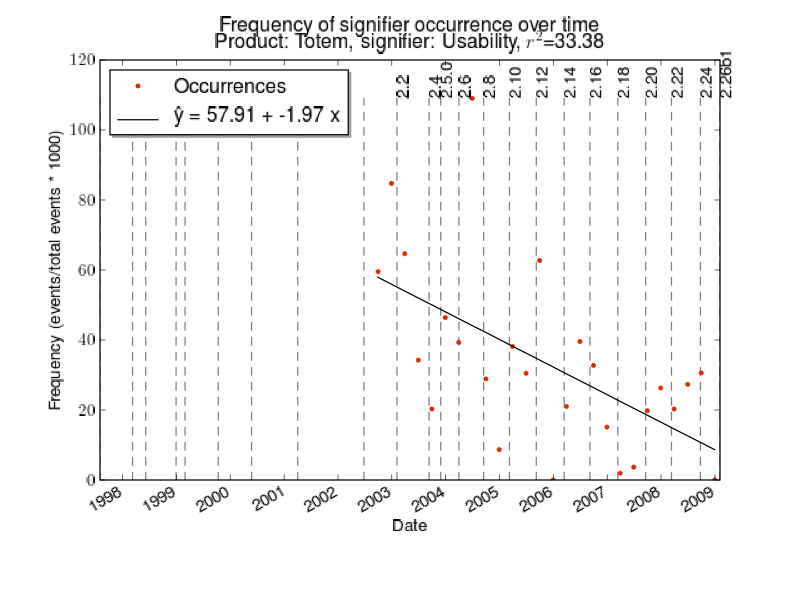 Frequency of signifier occurrence over time
Product: Totem, signifier: Usability, r²=33.38
Occurrences
ŷ = 57.91 + -1.97 x
2.2
2.4
2.5.0
2.6
2.8
2.10
2.12
2.14
2.16
2.18
2.20
2.22
2.24
2.26b1
Frequency (events/total events * 1000)
120
100
80
60
40
20
0
1998 1999 2000 2001 2002 2003 2004 2005 2006 2007 2008 2009
Date